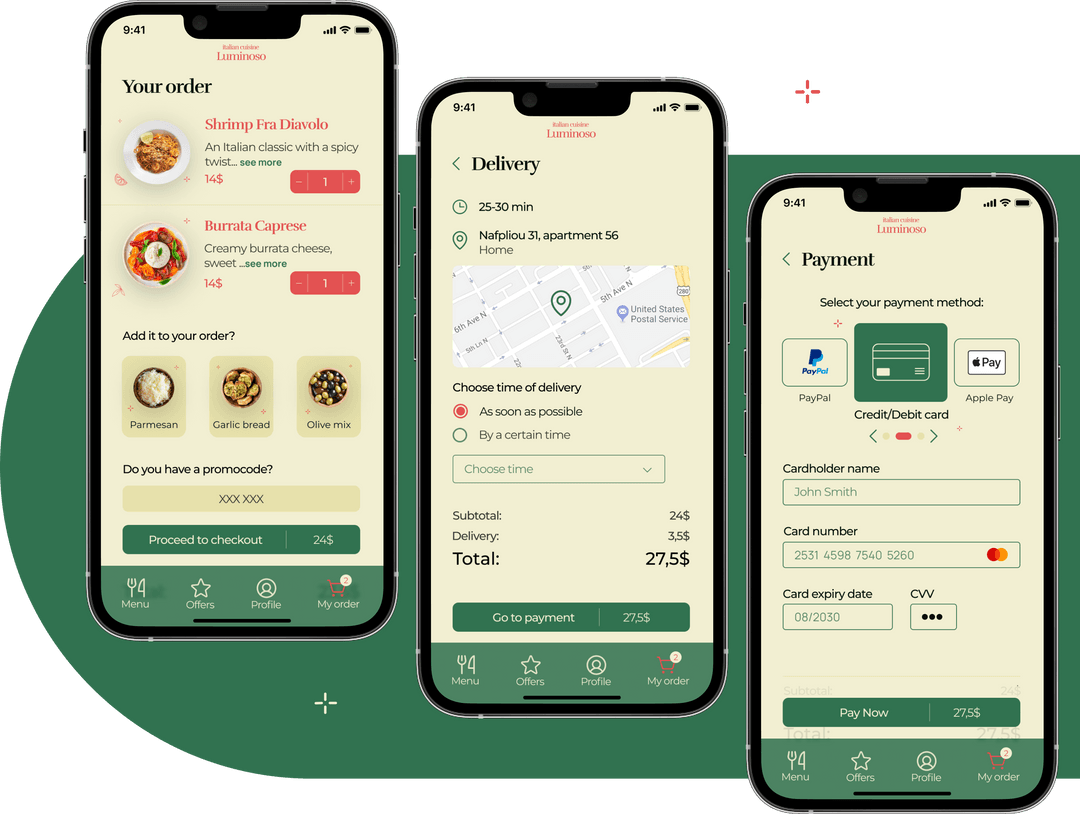 9:41
Italian cuisine
Luminoso
Your order
Shrimp Fra Diavolo
An Italian classic with a spicy
twist... see more
14$
− 1 +
Burrata Caprese
Creamy burrata cheese,
sweet ...see more
14$
− 1 +
Add it to your order?
Parmesan
Garlic bread
Olive mix
Do you have a promocode?
XXX XXX
Proceed to checkout 24$
2
Menu
Offers
Profile
My order
9:41
Italian cuisine
Luminoso
Delivery
25-30 min
Nafpliou 31, apartment 56
Home
6th Ave N
5th Ave N
5th Ln N
23rd St N
280
United States
Postal Service
Choose time of delivery
As soon as possible
By a certain time
Choose time
Subtotal: 24$
Delivery: 3,5$
Total: 27,5$
Go to payment 27,5$
2
Menu
Offers
Profile
My order
9:41
Italian cuisine
Luminoso
Payment
Select your payment method:
PayPal
Pay
PayPal
Apple Pay
Credit/Debit card
Cardholder name
John Smith
Card number
2531 4598 7540 5260
Card expiry date
CVV
08/2030
•••
Subtotal: 24$
Pay Now 27,5$
Total: 27,5$
2
Menu
Offers
Profile
My order